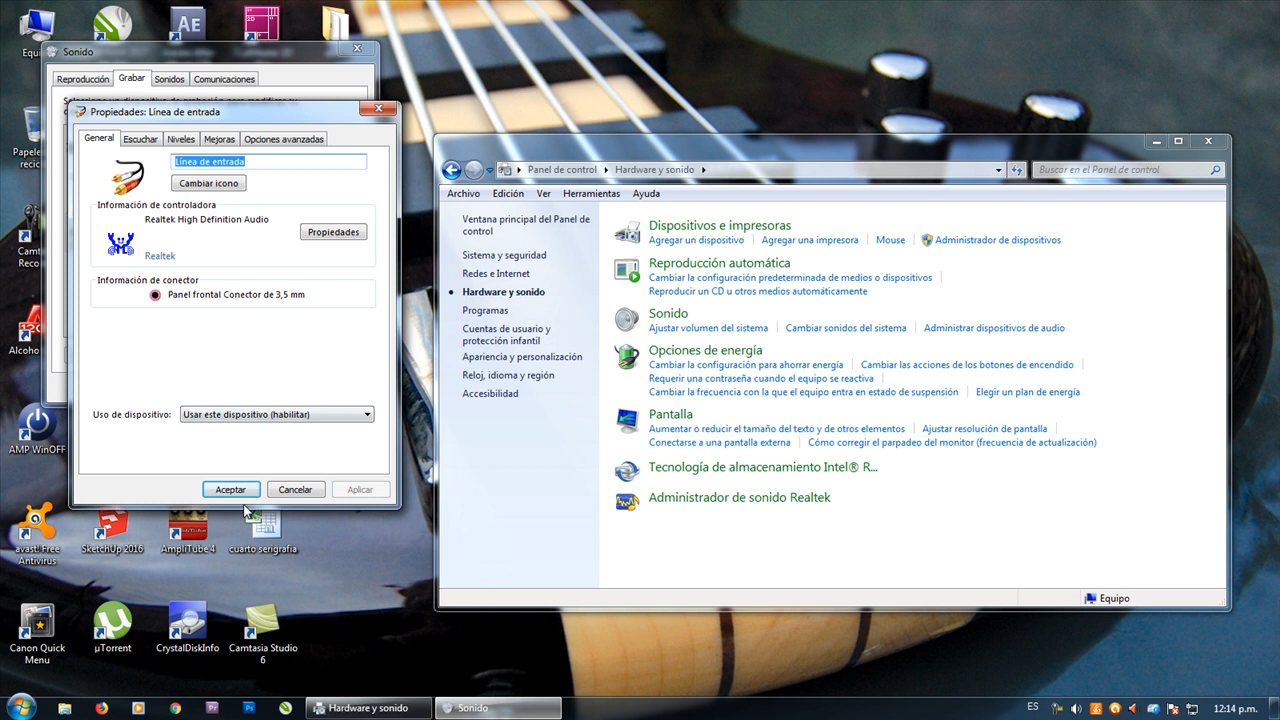 Equi
AE
Sonido
Reproducción
Grabar
Sonidos
Comunicaciones
Propiedades: Línea de entrada
General
Escuchar
Niveles
Mejoras
Opciones avanzadas
Línea de entrada
Cambiar icono
Información de controladora
Realtek High Definition Audio
Propiedades
Realtek
Información de conector
Panel frontal Conector de 3,5 mm
Uso de dispositivo:
Usar este dispositivo (habilitar)
Aceptar
Cancelar
Aplicar
Papele
recic
Camt
Reco
Alcoho
AMP WinOFF
avast! Free
Antivirus
SketchUp 2016
AmpliTube 4
cuarto serigrafia
Canon Quick
Menu
µTorrent
CrystalDiskInfo
Camtasia Studio
6
Panel de control
Hardware y sonido
Buscar en el Panel de control
Archivo
Edición
Ver
Herramientas
Ayuda
Ventana principal del Panel de
control
Sistema y seguridad
Redes e Internet
Hardware y sonido
Programas
Cuentas de usuario y
protección infantil
Apariencia y personalización
Reloj, idioma y región
Accesibilidad
Dispositivos e impresoras
Agregar un dispositivo
Agregar una impresora
Mouse
Administrador de dispositivos
Reproducción automática
Cambiar la configuración predeterminada de medios o dispositivos
Reproducir un CD u otros medios automáticamente
Sonido
Ajustar volumen del sistema
Cambiar sonidos del sistema
Administrar dispositivos de audio
Opciones de energía
Cambiar la configuración para ahorrar energía
Cambiar las acciones de los botones de encendido
Requerir una contraseña cuando el equipo se reactiva
Cambiar la frecuencia con la que el equipo entra en estado de suspensión
Elegir un plan de energía
Pantalla
Aumentar o reducir el tamaño del texto y de otros elementos
Ajustar resolución de pantalla
Conectarse a una pantalla externa
Cómo corregir el parpadeo del monitor (frecuencia de actualización)
Tecnología de almacenamiento Intel® R...
Administrador de sonido Realtek
Equipo
Hardware y sonido
Sonido
ES
12:14 p.m.